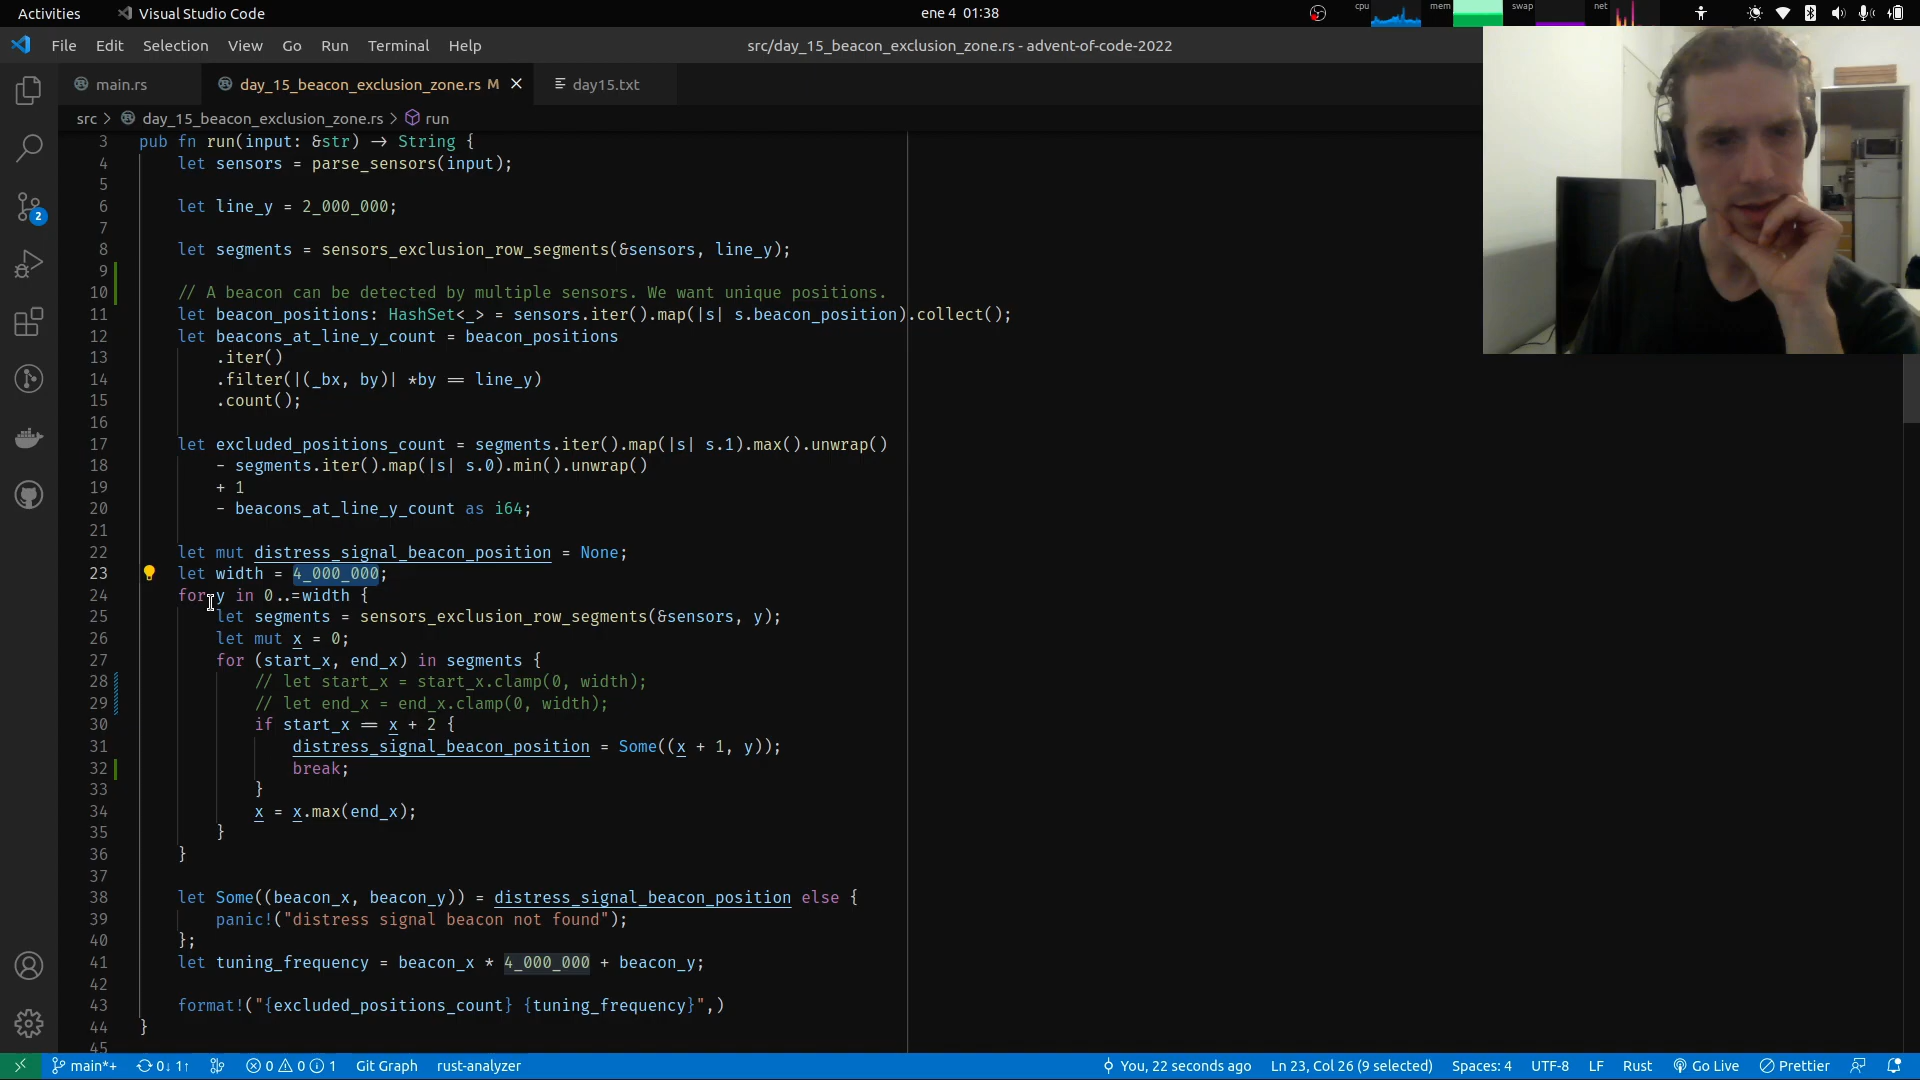 Activities Visual Studio Code ene 4 01:38 cpu mem swap net
File Edit Selection View Go Run Terminal Help src/day_15_beacon_exclusion_zone.rs - advent-of-code-2022
main.rs day_15_beacon_exclusion_zone.rs M day15.txt
src > day_15_beacon_exclusion_zone.rs > run
3 pub fn run(input: &str) -> String {
4 let sensors = parse_sensors(input);
5
6 let line_y = 2_000_000;
7
8 let segments = sensors_exclusion_row_segments(&sensors, line_y);
9
10 // A beacon can be detected by multiple sensors. We want unique positions.
11 let beacon_positions: HashSet<_> = sensors.iter().map(|s| s.beacon_position).collect();
12 let beacons_at_line_y_count = beacon_positions
13 .iter()
14 .filter(|(_bx, by)| *by == line_y)
15 .count();
16
17 let excluded_positions_count = segments.iter().map(|s| s.1).max().unwrap()
18 - segments.iter().map(|s| s.0).min().unwrap()
19 + 1
20 - beacons_at_line_y_count as i64;
21
22 let mut distress_signal_beacon_position = None;
23 let width = 4_000_000;
24 for y in 0..=width {
25 let segments = sensors_exclusion_row_segments(&sensors, y);
26 let mut x = 0;
27 for (start_x, end_x) in segments {
28 // let start_x = start_x.clamp(0, width);
29 // let end_x = end_x.clamp(0, width);
30 if start_x == x + 2 {
31 distress_signal_beacon_position = Some((x + 1, y));
32 break;
33 }
34 x = x.max(end_x);
35 }
36 }
37
38 let Some((beacon_x, beacon_y)) = distress_signal_beacon_position else {
39 panic!("distress signal beacon not found");
40 };
41 let tuning_frequency = beacon_x * 4_000_000 + beacon_y;
42
43 format!("{excluded_positions_count} {tuning_frequency}",)
44 }
45
2
main*+ 0↓ 1↑ 0 0 1 Git Graph rust-analyzer You, 22 seconds ago Ln 23, Col 26 (9 selected) Spaces: 4 UTF-8 LF Rust Go Live Prettier